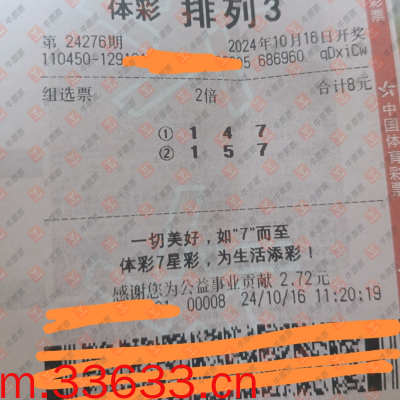 体彩 排列3
第 24276期 2024年10月16日开奖
686960 qDxiCw
组选票 2倍 合计8元
① 1 4 7
② 1 5 7
一切美好，如“7”而至
体彩7星彩，为生活添彩！
感谢您为公益事业贡献 2.72元
00008 24/10/16 11:20:19
中国体育彩票
m.33633.cn